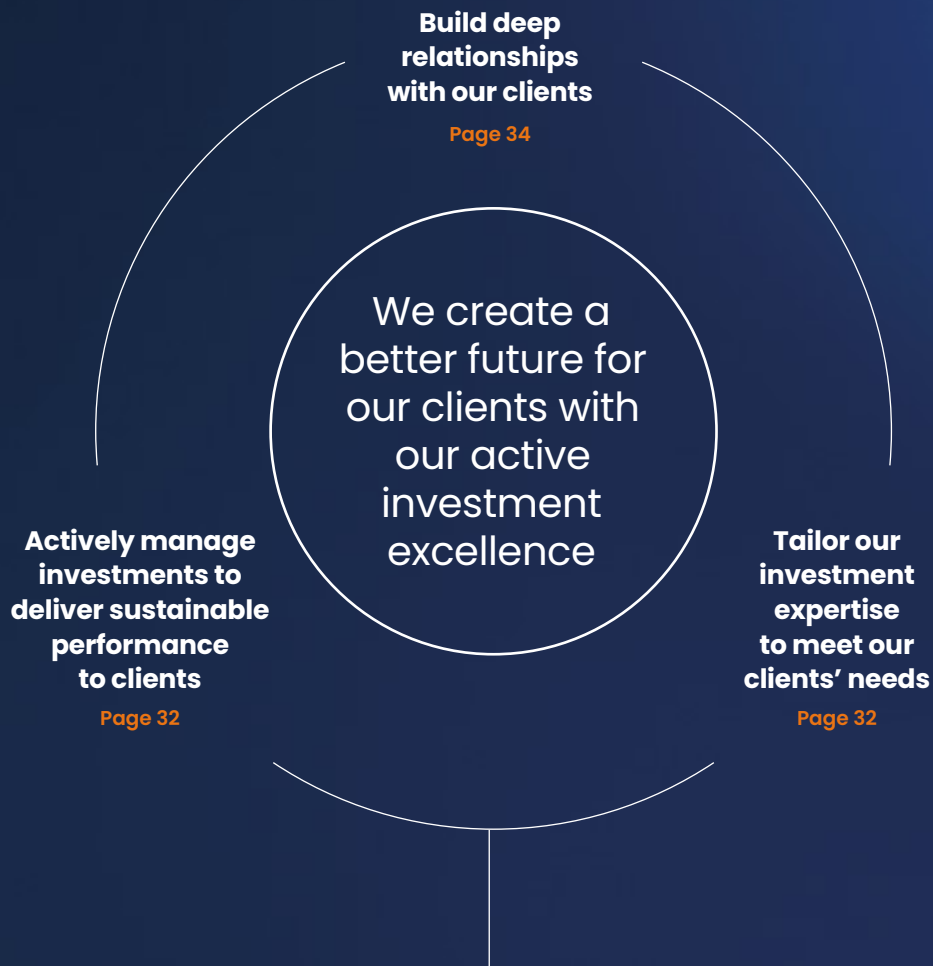 Build deep
relationships
with our clients
Page 34
We create a
better future for
our clients with
our active
investment
excellence
Actively manage
investments to
deliver sustainable
performance
to clients
Page 32
Tailor our
investment
expertise
to meet our
clients’ needs
Page 32